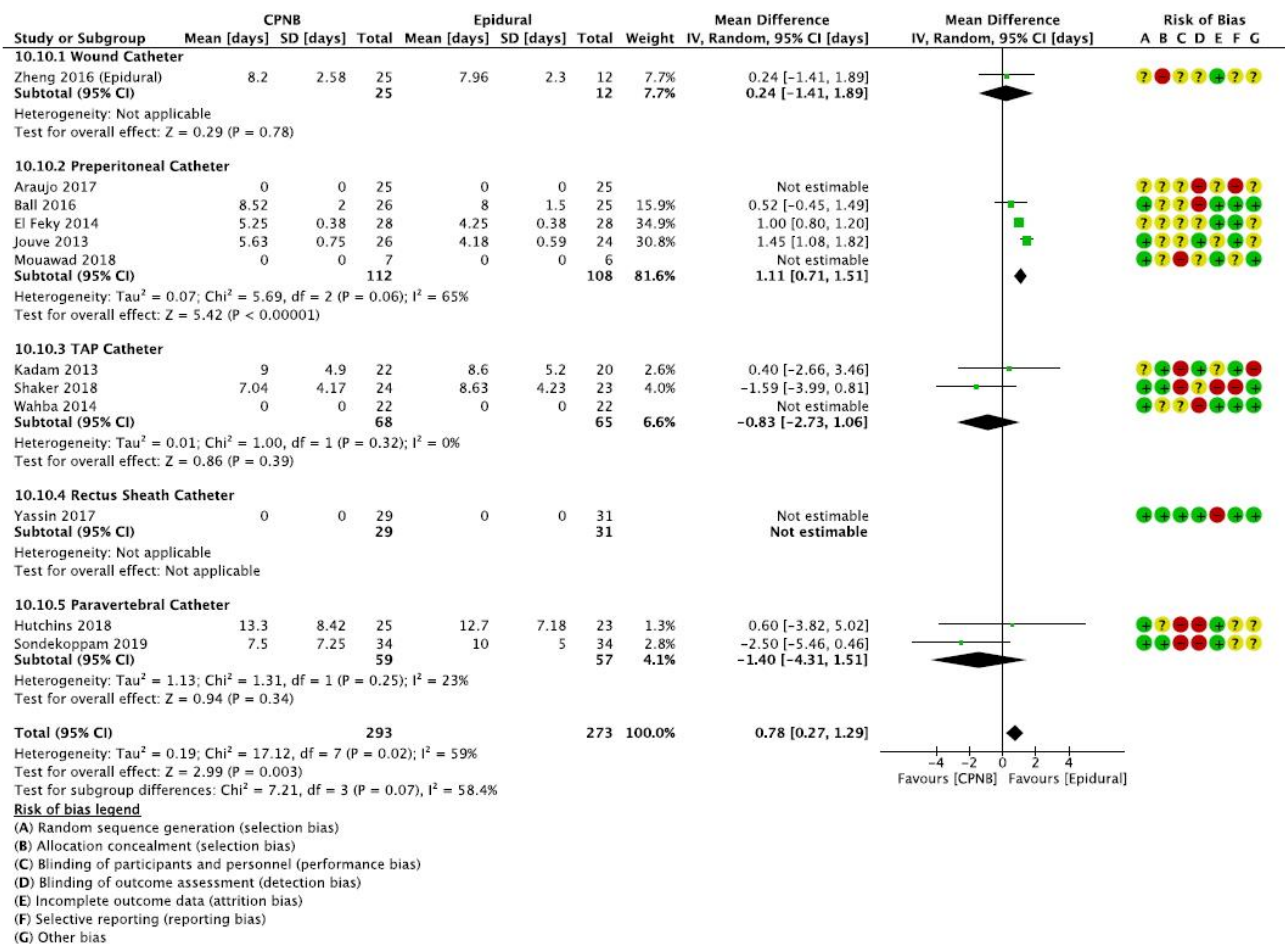 CPNB Epidural Mean Difference Mean Difference Risk of Bias
Study or Subgroup Mean [days] SD [days] Total Mean [days] SD [days] Total Weight IV, Random, 95% CI [days] IV, Random, 95% CI [days] A B C D E F G
10.10.1 Wound Catheter
Zheng 2016 (Epidural) 8.2 2.58 25 7.96 2.3 12 7.7% 0.24 [-1.41, 1.89] ? - ? ? + ? ?
Subtotal (95% CI) 25 12 7.7% 0.24 [-1.41, 1.89]
Heterogeneity: Not applicable
Test for overall effect: Z = 0.29 (P = 0.78)
10.10.2 Preperitoneal Catheter
Araujo 2017 0 0 25 0 0 25 Not estimable ? ? ? - ? - ?
Ball 2016 8.52 2 26 8 1.5 25 15.9% 0.52 [-0.45, 1.49] + ? ? - + + +
El Feky 2014 5.25 0.38 28 4.25 0.38 28 34.9% 1.00 [0.80, 1.20] ? ? ? ? + + ?
Jouve 2013 5.63 0.75 26 4.18 0.59 24 30.8% 1.45 [1.08, 1.82] + ? ? + ? + ?
Mouawad 2018 0 0 7 0 0 6 Not estimable + ? - ? + ? +
Subtotal (95% CI) 112 108 81.6% 1.11 [0.71, 1.51]
Heterogeneity: Tau² = 0.07; Chi² = 5.69, df = 2 (P = 0.06); I² = 65%
Test for overall effect: Z = 5.42 (P < 0.00001)
10.10.3 TAP Catheter
Kadam 2013 9 4.9 22 8.6 5.2 20 2.6% 0.40 [-2.66, 3.46] ? + - + ? + -
Shaker 2018 7.04 4.17 24 8.63 4.23 23 4.0% -1.59 [-3.99, 0.81] + + - ? - - +
Wahba 2014 0 0 22 0 0 22 Not estimable + ? ? - + + +
Subtotal (95% CI) 68 65 6.6% -0.83 [-2.73, 1.06]
Heterogeneity: Tau² = 0.01; Chi² = 1.00, df = 1 (P = 0.32); I² = 0%
Test for overall effect: Z = 0.86 (P = 0.39)
10.10.4 Rectus Sheath Catheter
Yassin 2017 0 0 29 0 0 31 Not estimable + + + + - + +
Subtotal (95% CI) 29 31 Not estimable
Heterogeneity: Not applicable
Test for overall effect: Not applicable
10.10.5 Paravertebral Catheter
Hutchins 2018 13.3 8.42 25 12.7 7.18 23 1.3% 0.60 [-3.82, 5.02] + ? - - + ? ?
Sondekoppam 2019 7.5 7.25 34 10 5 34 2.8% -2.50 [-5.46, 0.46] + + - - + ? ?
Subtotal (95% CI) 59 57 4.1% -1.40 [-4.31, 1.51]
Heterogeneity: Tau² = 1.13; Chi² = 1.31, df = 1 (P = 0.25); I² = 23%
Test for overall effect: Z = 0.94 (P = 0.34)
Total (95% CI) 293 273 100.0% 0.78 [0.27, 1.29]
Heterogeneity: Tau² = 0.19; Chi² = 17.12, df = 7 (P = 0.02); I² = 59%
Test for overall effect: Z = 2.99 (P = 0.003)
Test for subgroup differences: Chi² = 7.21, df = 3 (P = 0.07), I² = 58.4%
-4 -2 0 2 4
Favours [CPNB] Favours [Epidural]
Risk of bias legend
(A) Random sequence generation (selection bias)
(B) Allocation concealment (selection bias)
(C) Blinding of participants and personnel (performance bias)
(D) Blinding of outcome assessment (detection bias)
(E) Incomplete outcome data (attrition bias)
(F) Selective reporting (reporting bias)
(G) Other bias